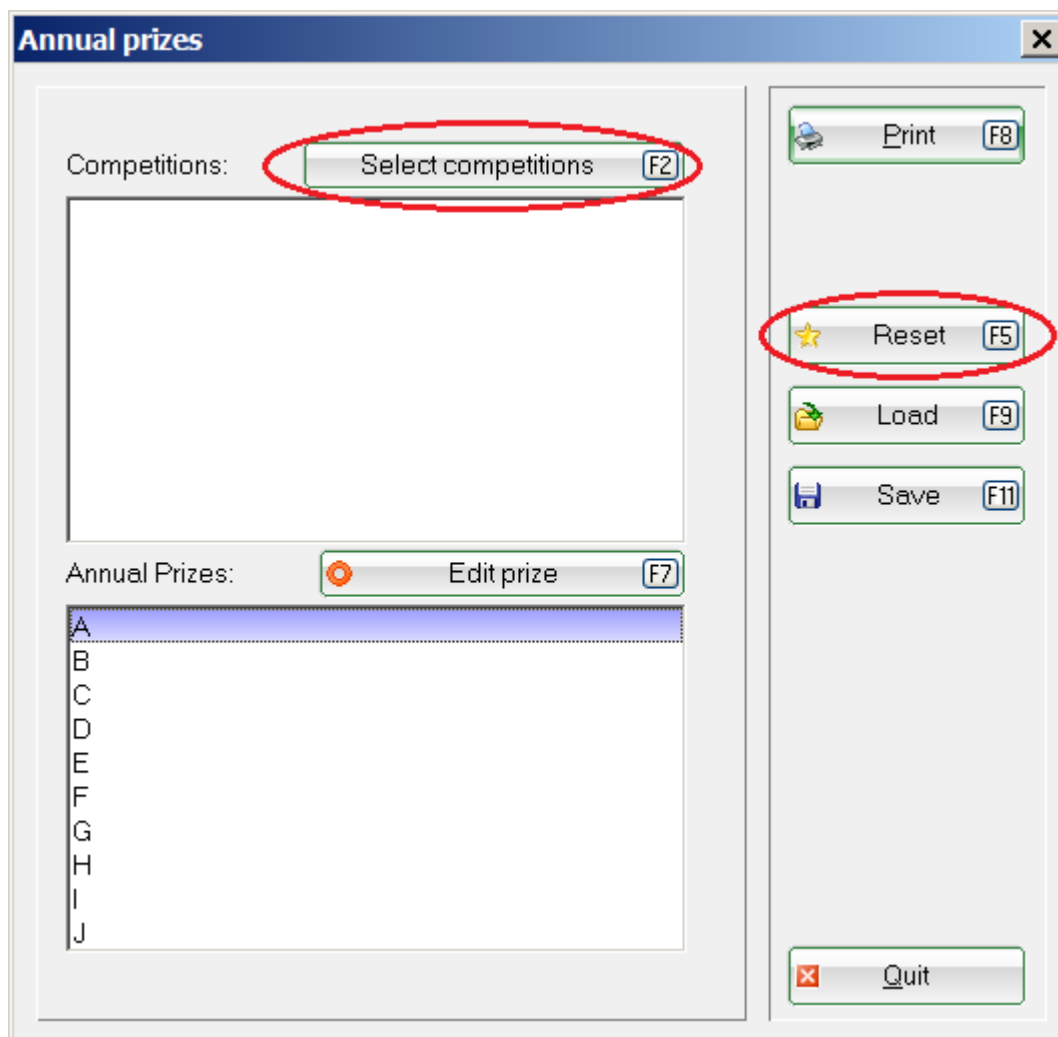 Annual prizes
Competitions:
Select competitions F2
Annual Prizes:
Edit prize F7
A
B
C
D
E
F
G
H
I
J
Print F8
Reset F5
Load F9
Save F11
Quit